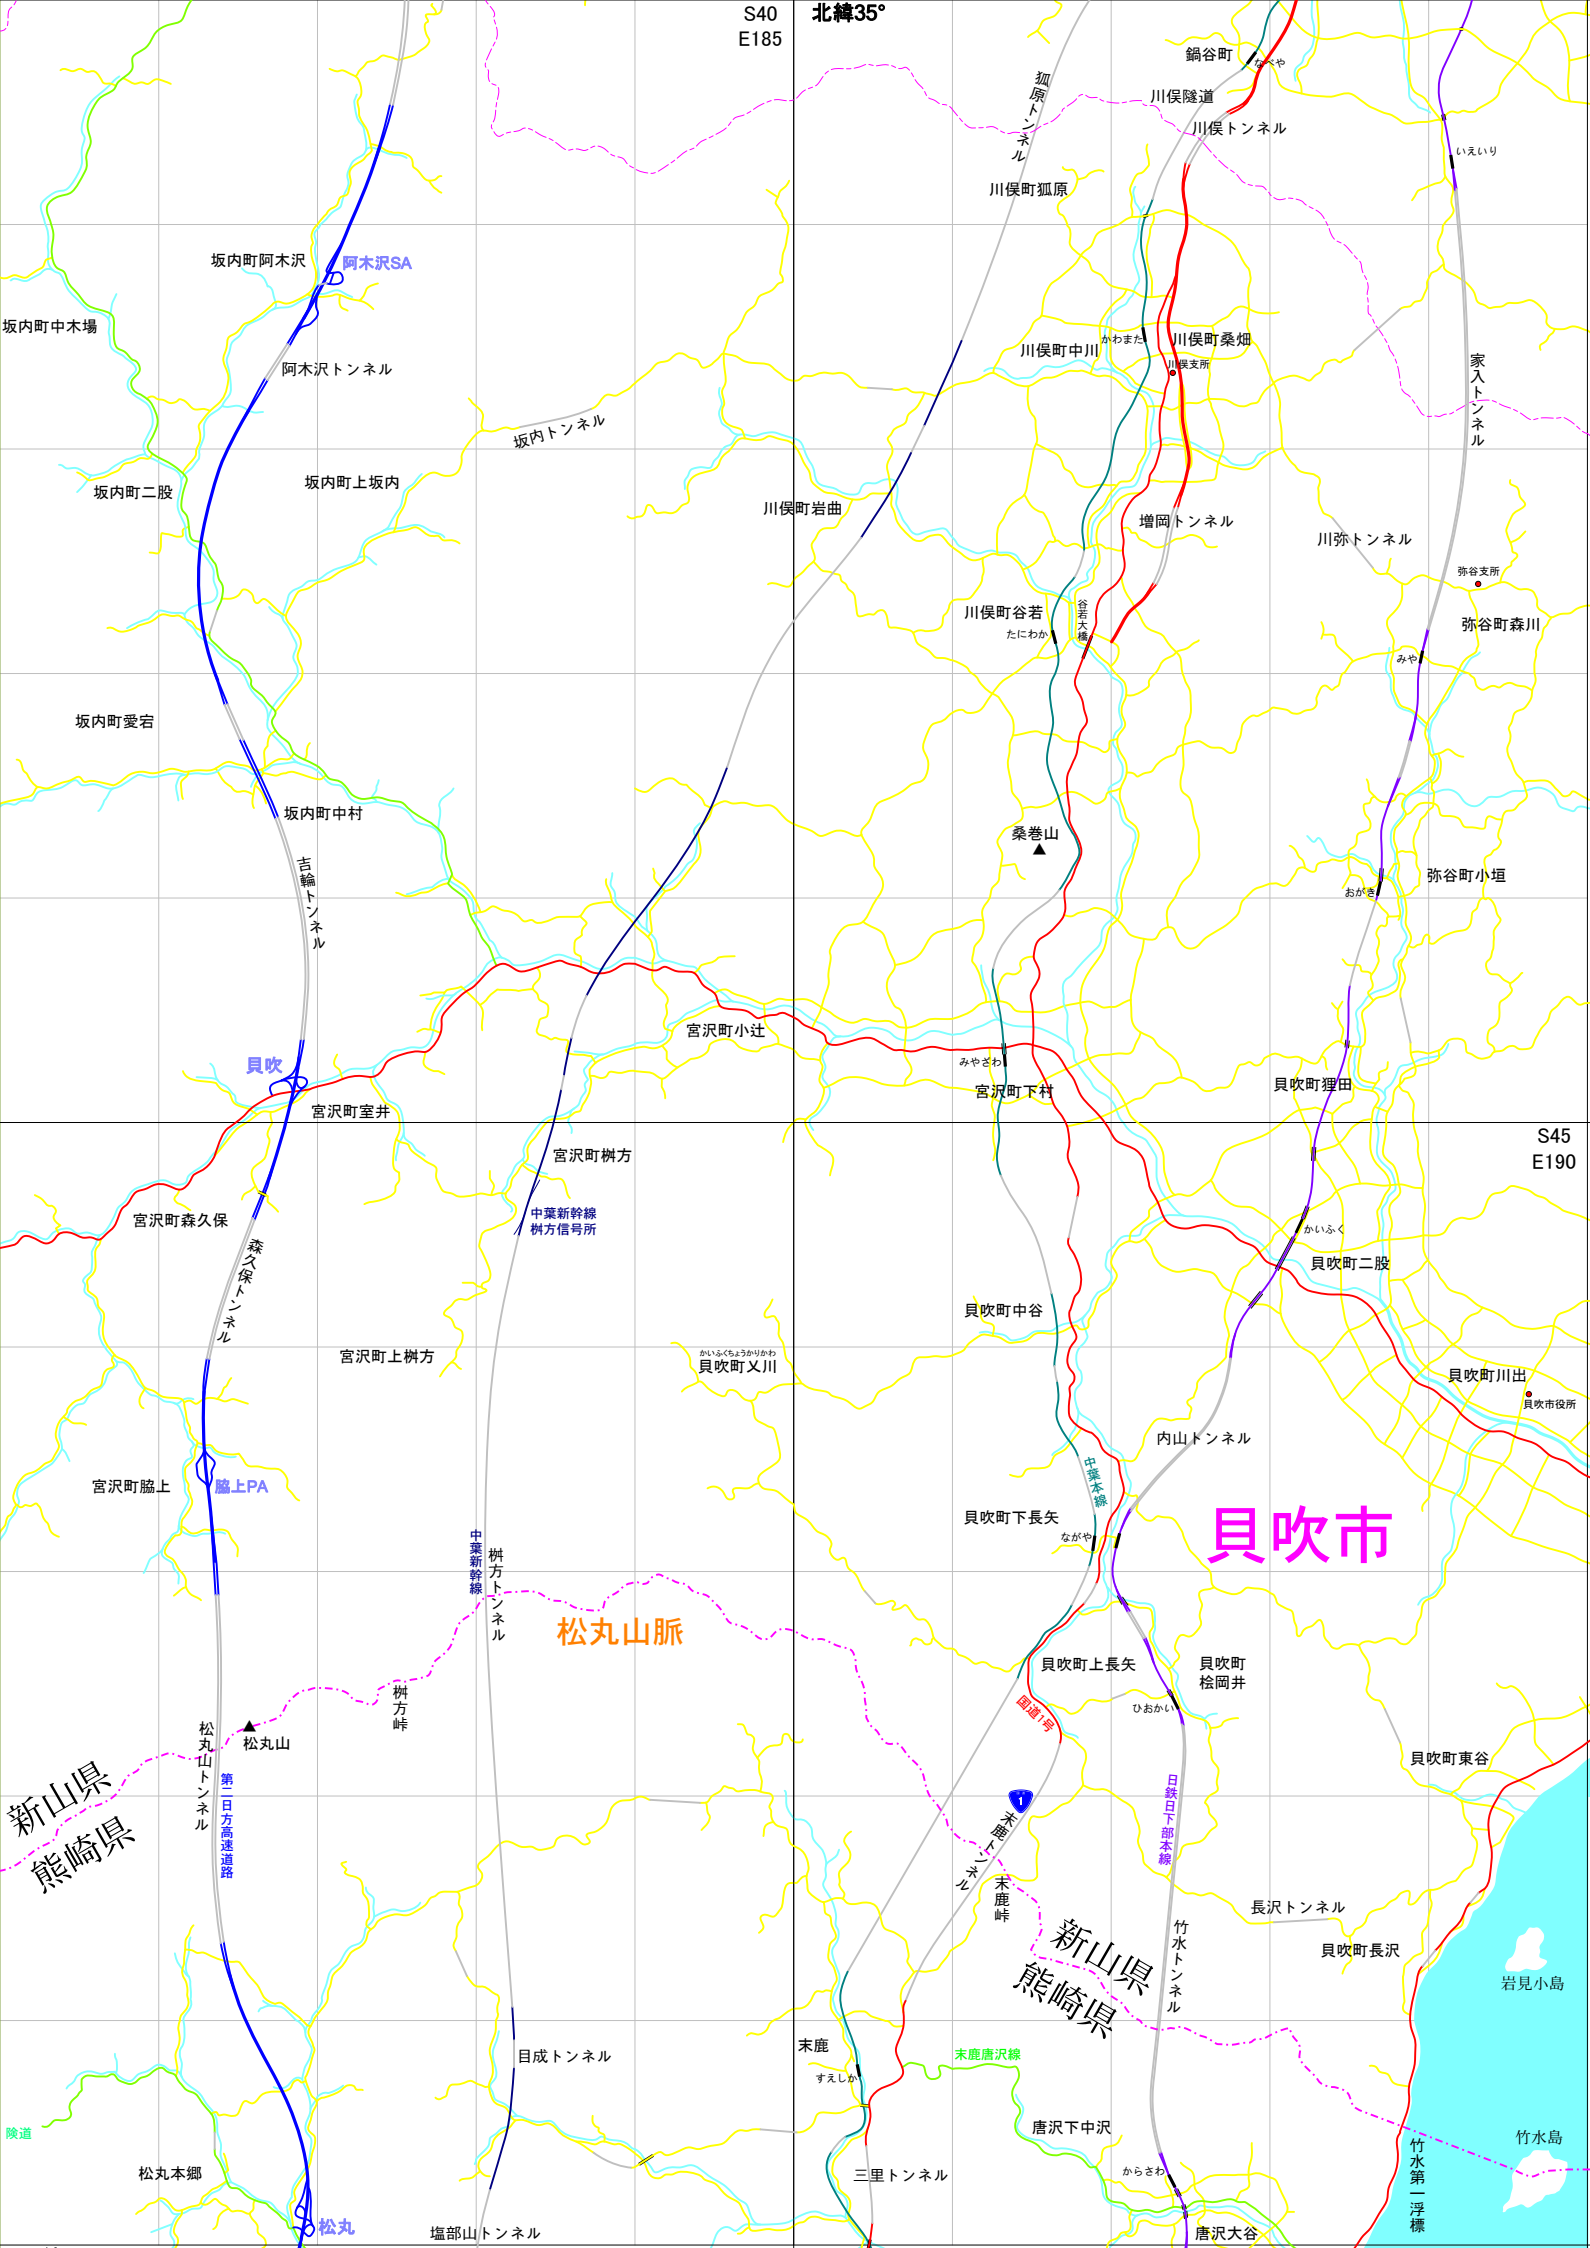 S40
E185
北緯35°
鍋谷町
なべや
狐原トンネル
川俣隧道
川俣トンネル
いえいり
川俣町狐原
坂内町阿木沢
阿木沢SA
坂内町中木場
阿木沢トンネル
かわまた
川俣町桑畑
川俣町中川
川俣支所
家入トンネル
坂内トンネル
坂内町上坂内
坂内町二股
川俣町岩曲
増岡トンネル
川弥トンネル
弥谷支所
川俣町谷若
たにわか
谷若大橋
弥谷町森川
みや
坂内町愛宕
坂内町中村
桑巻山
吉輪トンネル
弥谷町小垣
おがき
宮沢町小辻
貝吹
みやざわ
宮沢町下村
貝吹町狸田
宮沢町室井
S45
E190
宮沢町桝方
宮沢町森久保
中葉新幹線
桝方信号所
かいふく
森久保トンネル
貝吹町二股
貝吹町中谷
宮沢町上桝方
かいふくちょうかりかわ
貝吹町乂川
貝吹町川出
貝吹市役所
内山トンネル
宮沢町脇上
脇上PA
中葉本線
貝吹町下長矢
ながや
貝吹市
中葉新幹線
桝方トンネル
松丸山脈
貝吹町上長矢
貝吹町
桧岡井
ひおかい
桝方峠
国道1号
松丸山
松丸山トンネル
貝吹町東谷
新山県
熊崎県
第二日方高速道路
日鉄日下部本線
1
末鹿トンネル
末鹿峠
長沢トンネル
竹水トンネル
貝吹町長沢
新山県
熊崎県
岩見小島
末鹿
すえしか
目成トンネル
末鹿唐沢線
険道
唐沢下中沢
竹水島
竹水第一浮標
松丸本郷
三里トンネル
からさわ
松丸
塩部山トンネル
唐沢大谷